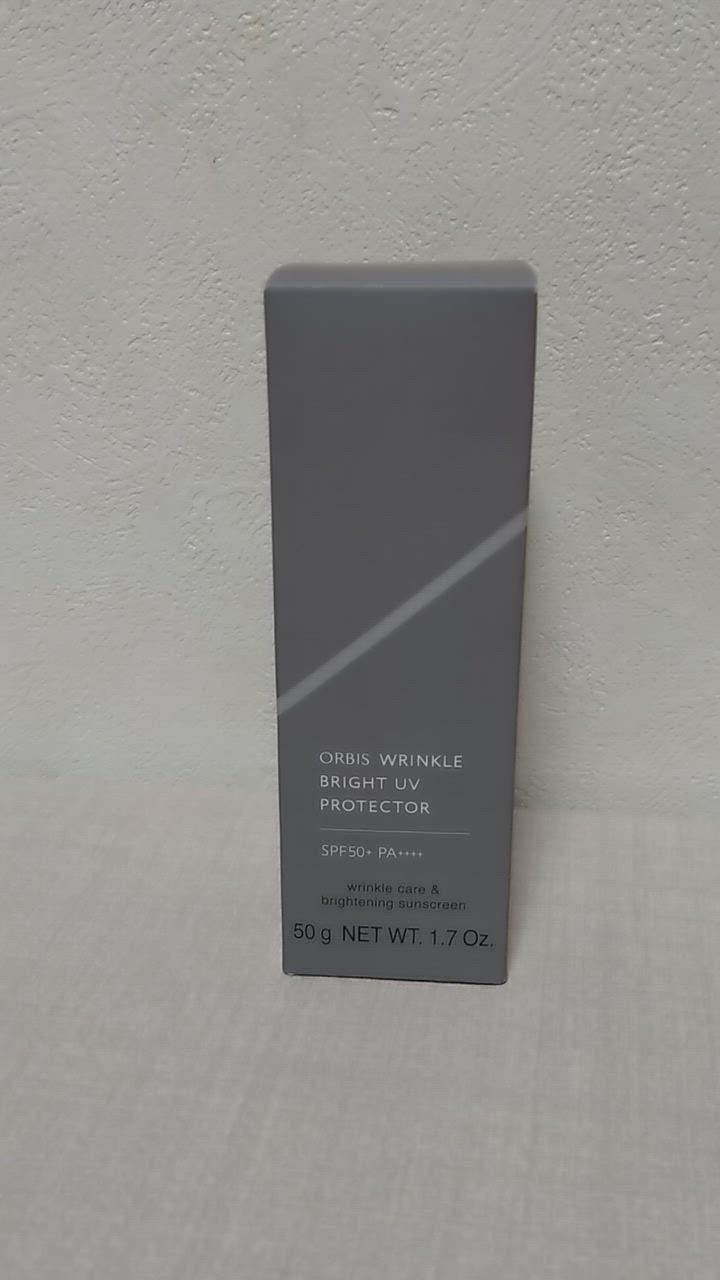 ORBIS WRINKLE
BRIGHT UV
PROTECTOR
SPF50+ PA++++
wrinkle care &
brightening sunscreen
50 g NET WT. 1.7 Oz.